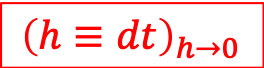 (h ≡ dt)ₕ→₀